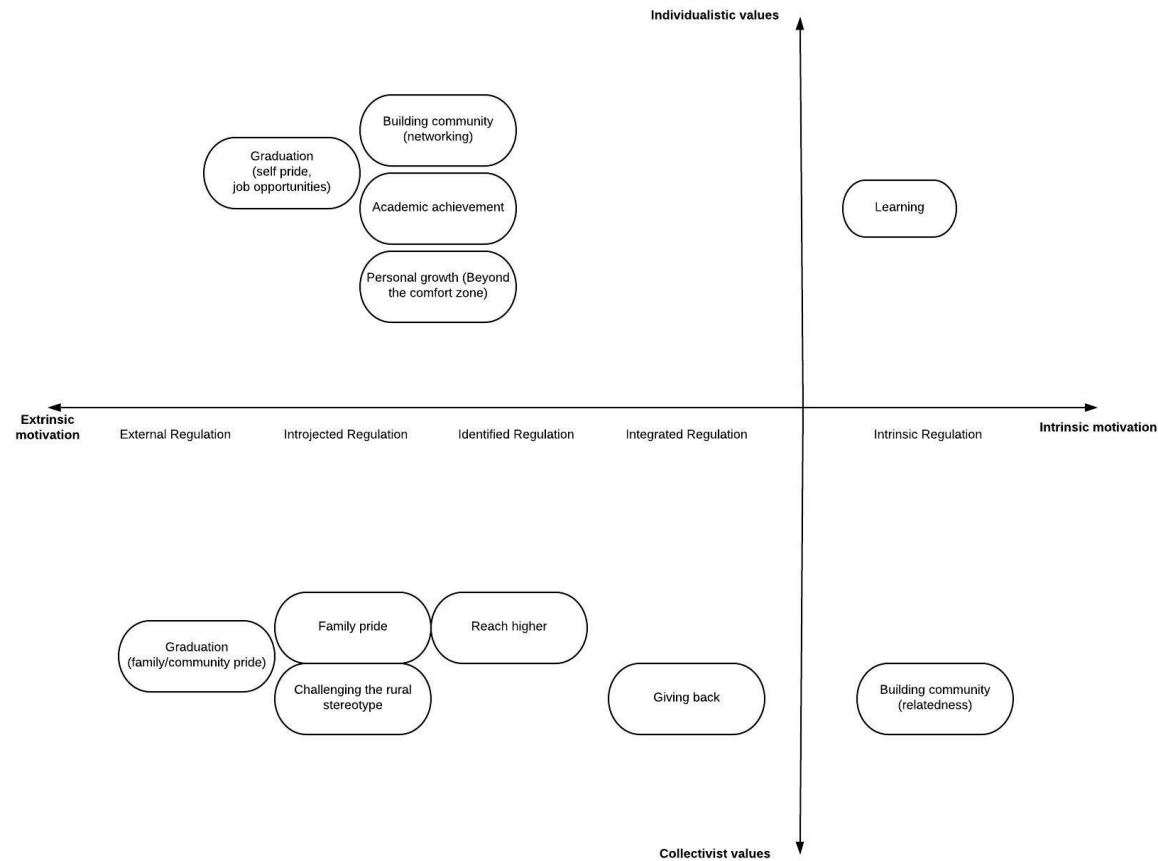 Individualistic values
Building community
(networking)
Graduation
(self pride,
job opportunities)
Academic achievement
Learning
Personal growth (Beyond
the comfort zone)
Extrinsic
motivation
External Regulation
Introjected Regulation
Identified Regulation
Integrated Regulation
Intrinsic Regulation
Intrinsic motivation
Graduation
(family/community pride)
Family pride
Reach higher
Challenging the rural
stereotype
Giving back
Building community
(relatedness)
Collectivist values